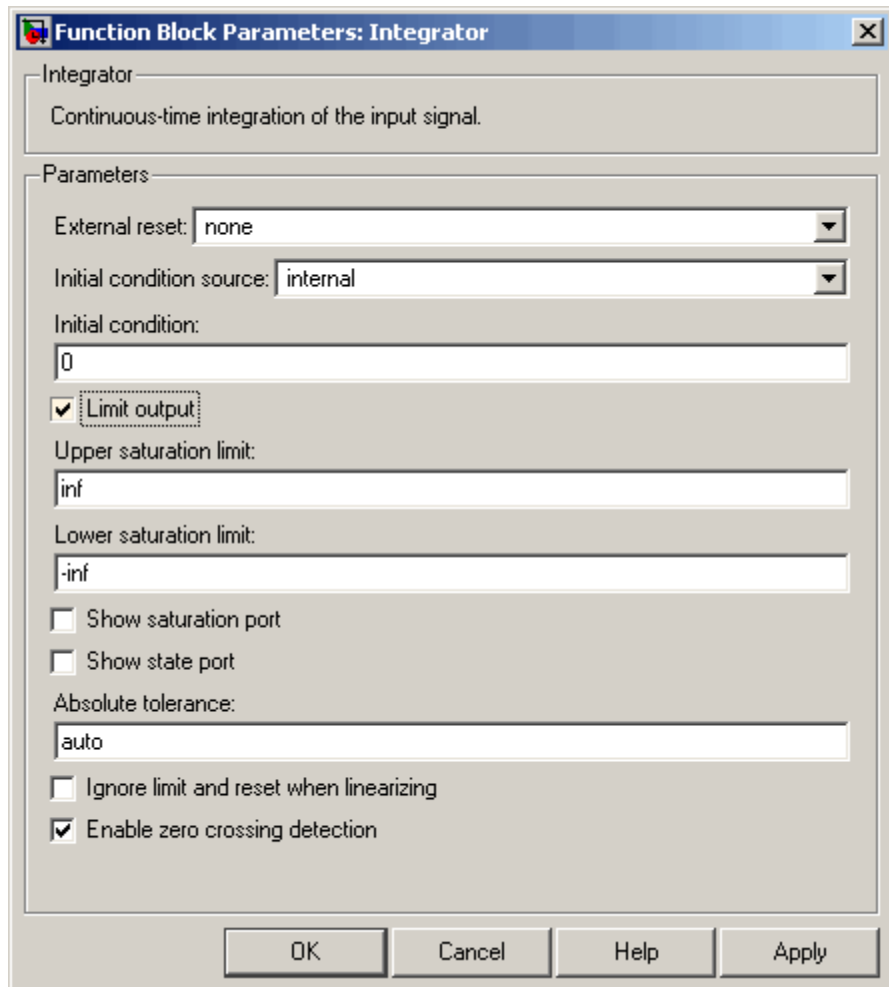 Function Block Parameters: Integrator
Integrator
Continuous-time integration of the input signal.
Parameters
External reset: none
Initial condition source: internal
Initial condition:
0
Limit output
Upper saturation limit:
inf
Lower saturation limit:
-inf
Show saturation port
Show state port
Absolute tolerance:
auto
Ignore limit and reset when linearizing
Enable zero crossing detection
OK Cancel Help Apply